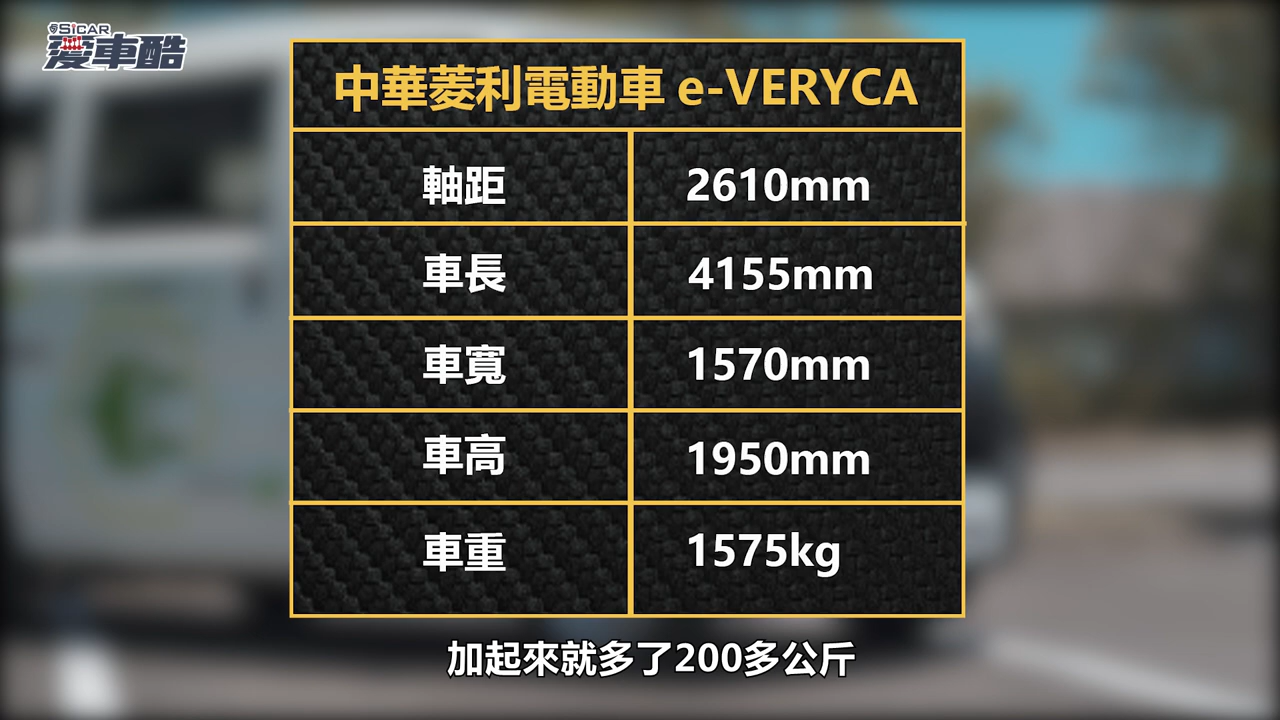 SiCAR
愛車酷
中華菱利電動車 e-VERYCA
軸距 2610mm
車長 4155mm
車寬 1570mm
車高 1950mm
車重 1575kg
加起來就多了200多公斤